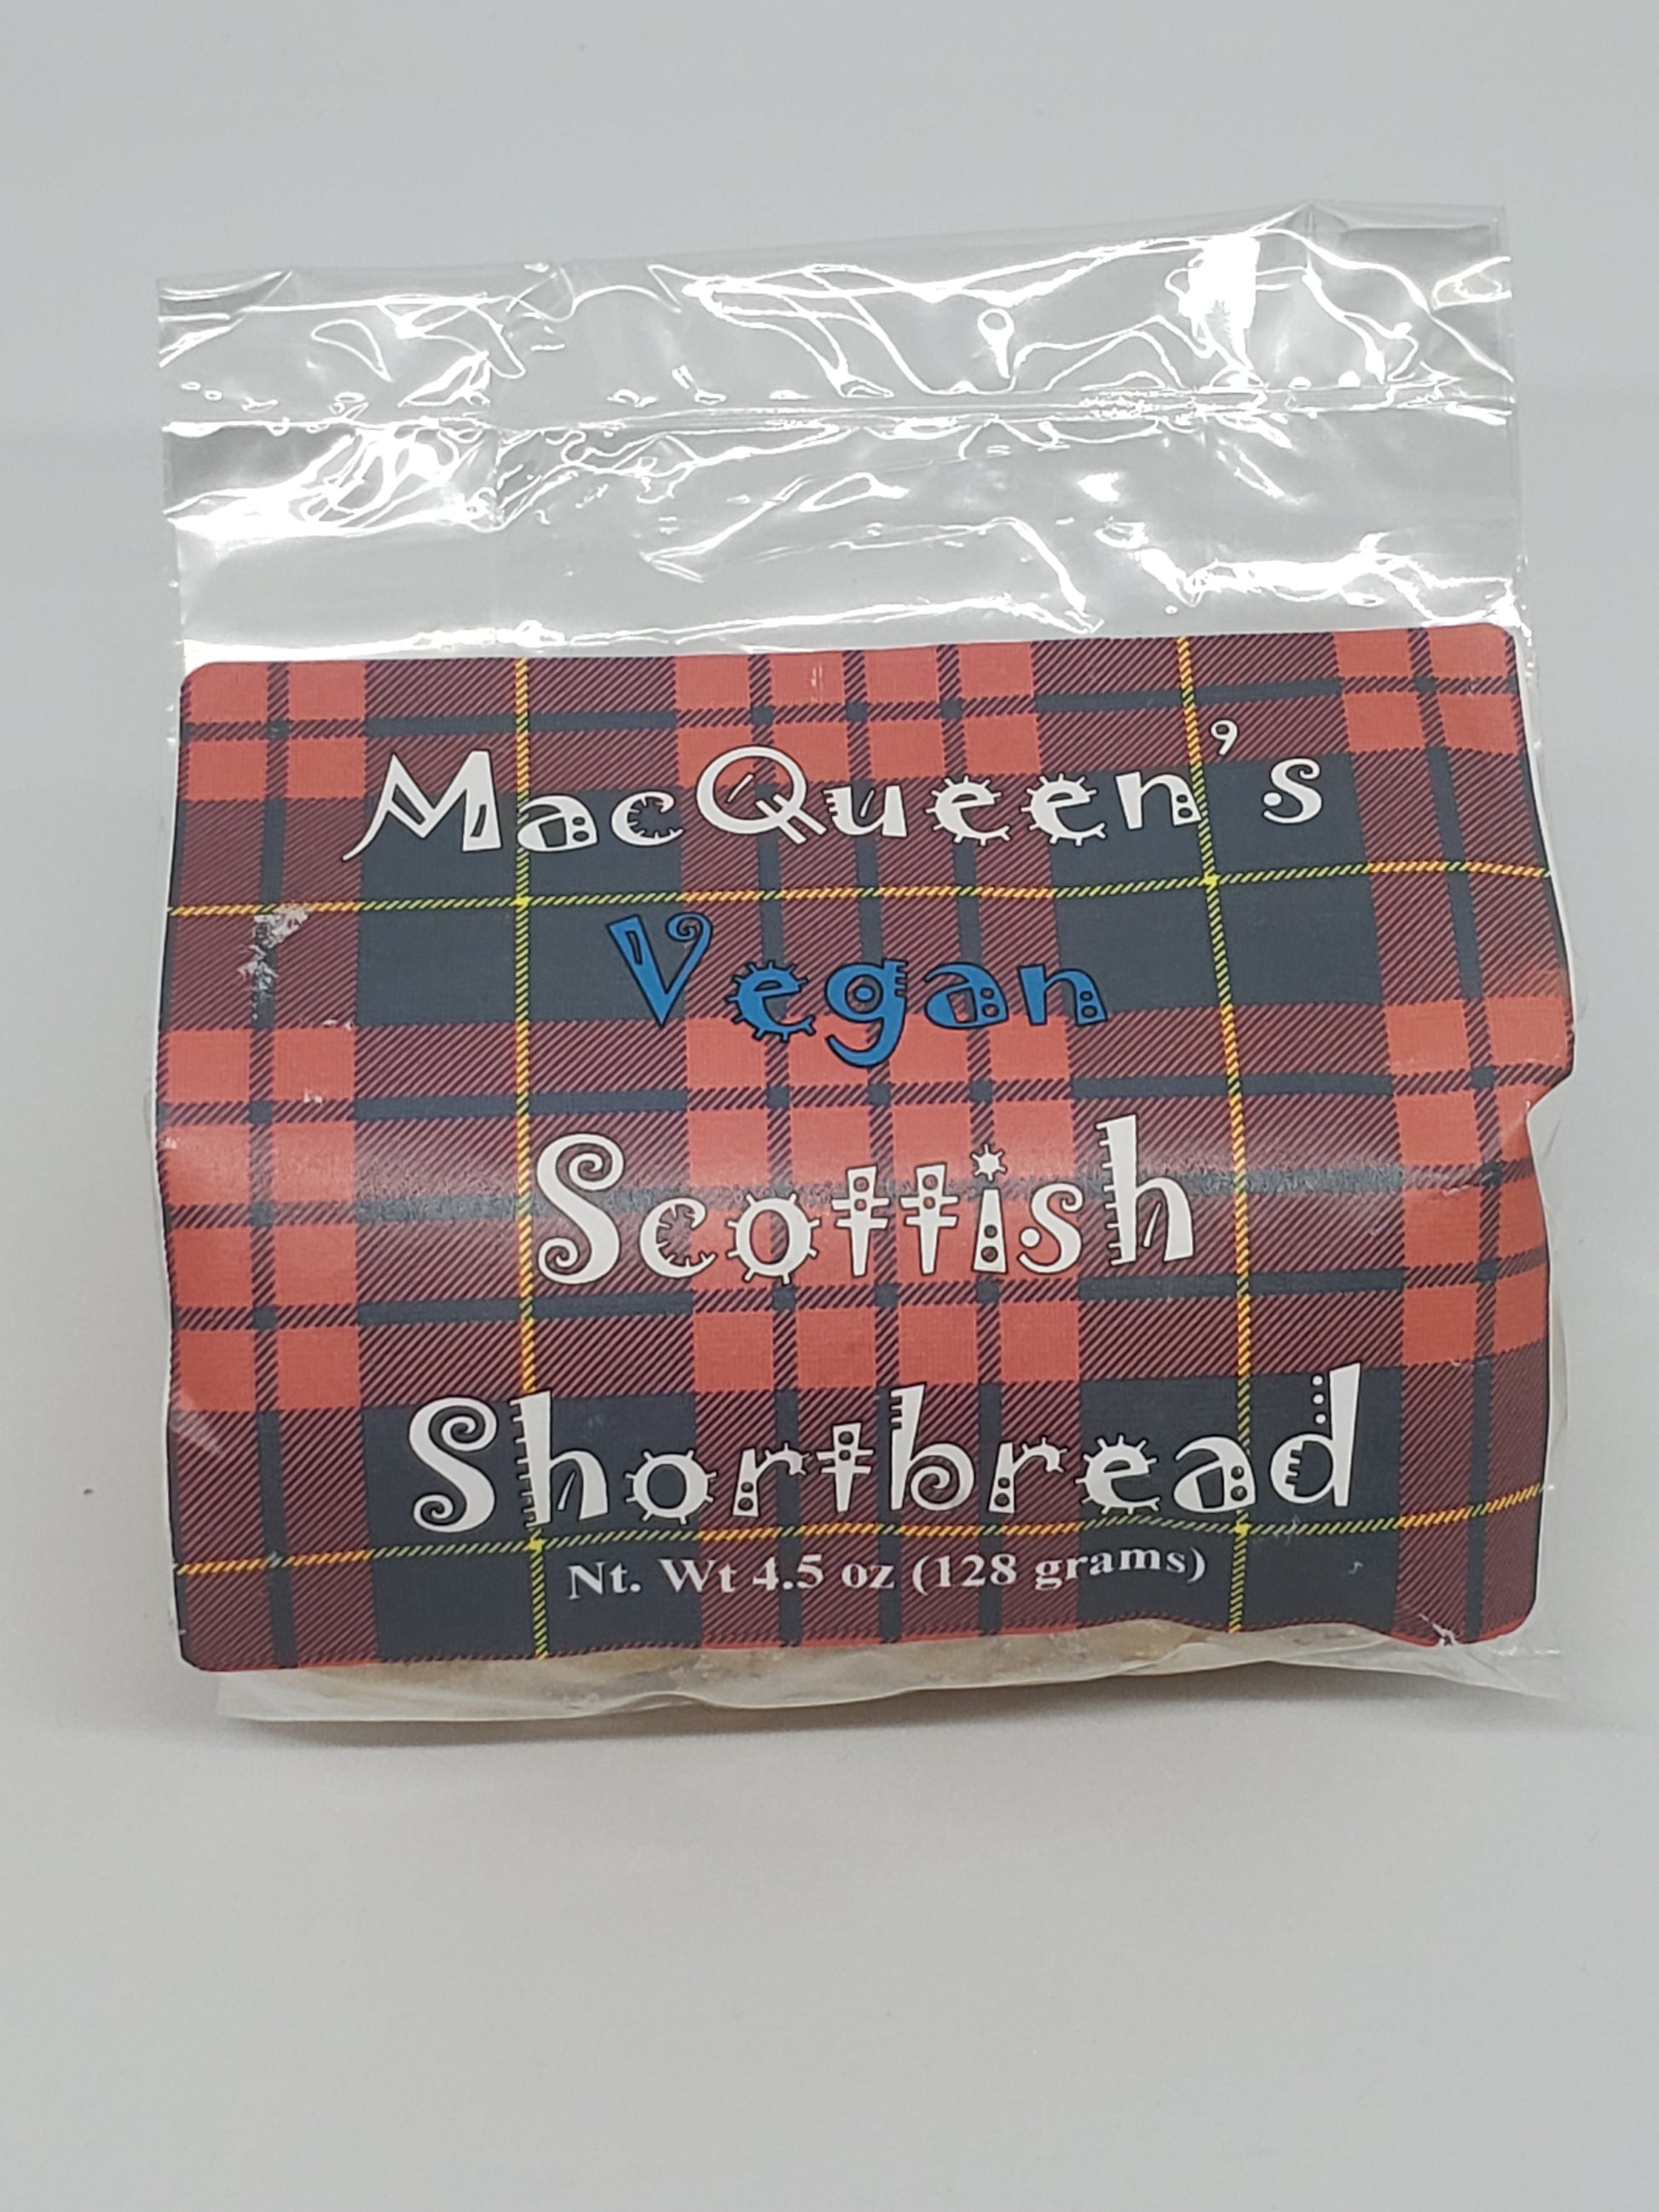 MacQueen's
Vegan
Scottish
Shortbread
Nt. Wt 4.5 oz (128 grams)